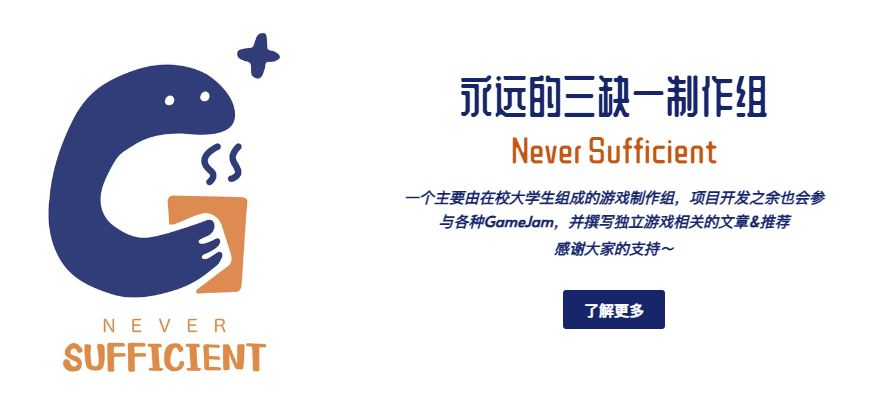 NEVER
SUFFICIENT
永远的三缺一制作组
Never Sufficient
一个主要由在校大学生组成的游戏制作组，项目开发之余也会参
与各种GameJam，并撰写独立游戏相关的文章&推荐
感谢大家的支持～
了解更多